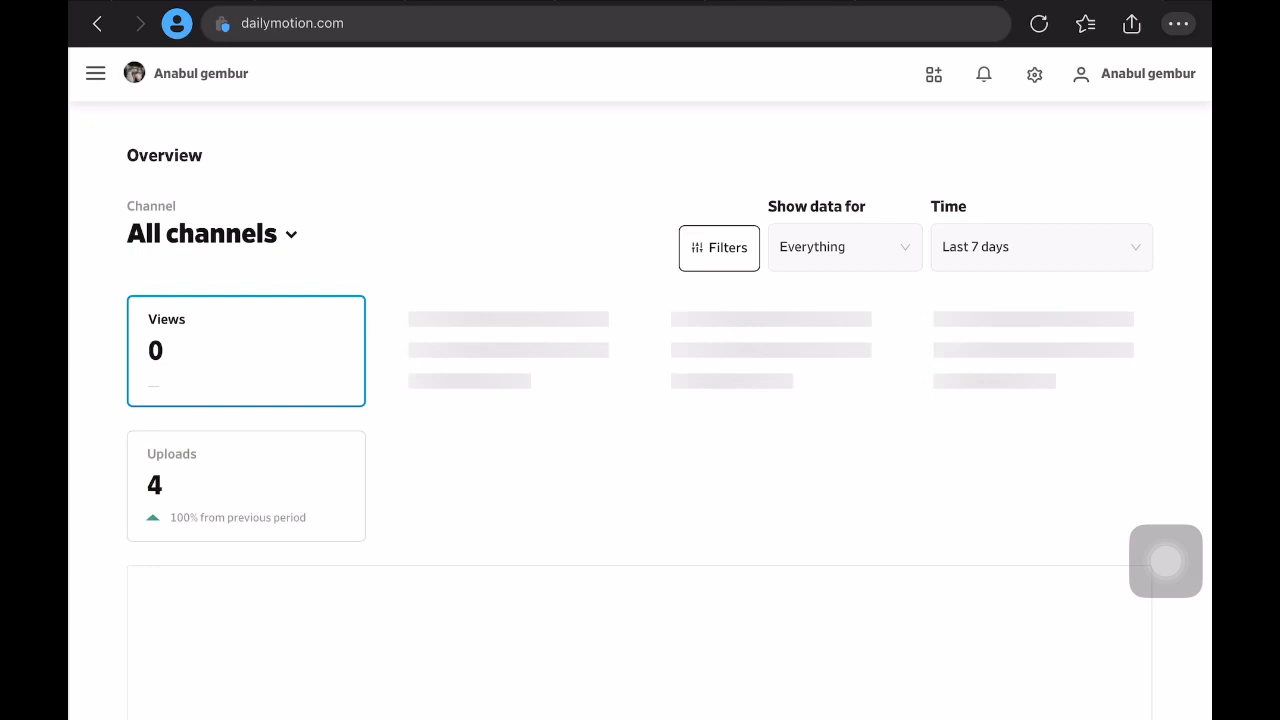 dailymotion.com
Anabul gembur
Anabul gembur
Overview
Channel
All channels
Show data for
Time
Filters
Everything
Last 7 days
Views
0
—
Uploads
4
100% from previous period